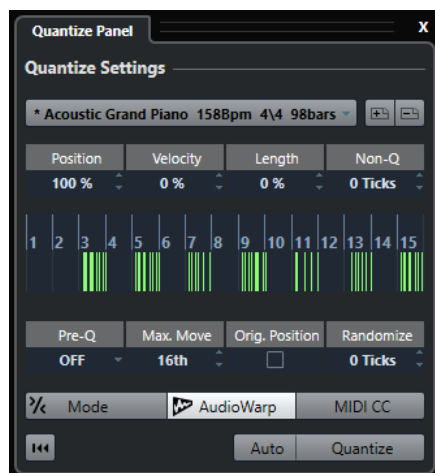 Quantize Panel X
Quantize Settings
* Acoustic Grand Piano 158Bpm 4\4 98bars
Position Velocity Length Non-Q
100 % 0 % 0 % 0 Ticks
1 2 3 4 5 6 7 8 9 10 11 12 13 14 15
Pre-Q Max. Move Orig. Position Randomize
OFF 16th 0 Ticks
Mode AudioWarp MIDI CC
Auto Quantize